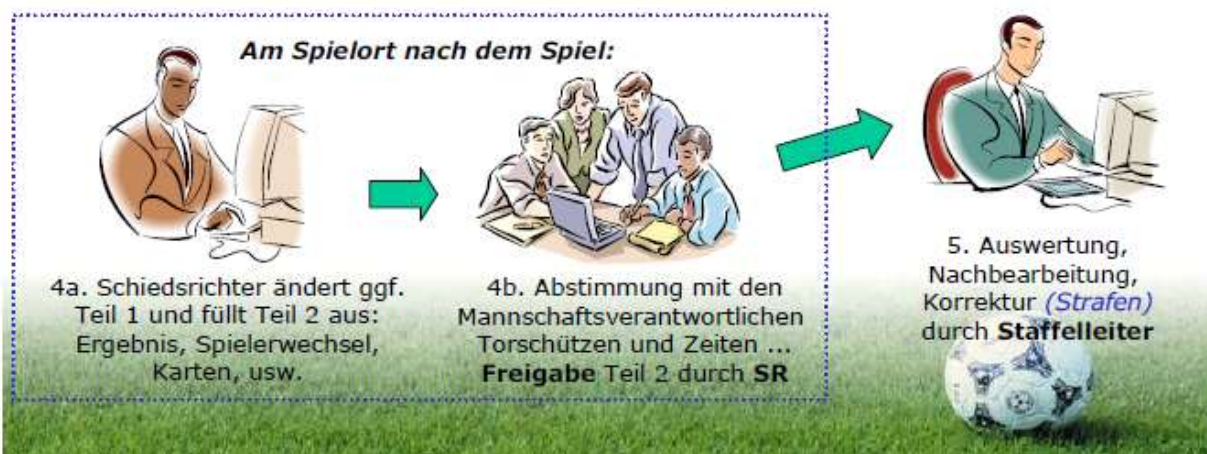 Am Spielort nach dem Spiel:
4a. Schiedsrichter ändert ggf.
Teil 1 und füllt Teil 2 aus:
Ergebnis, Spielerwechsel,
Karten, usw.
4b. Abstimmung mit den
Mannschaftsverantwortlichen
Torschützen und Zeiten ...
Freigabe Teil 2 durch SR
5. Auswertung,
Nachbearbeitung,
Korrektur (Strafen)
durch Staffelleiter